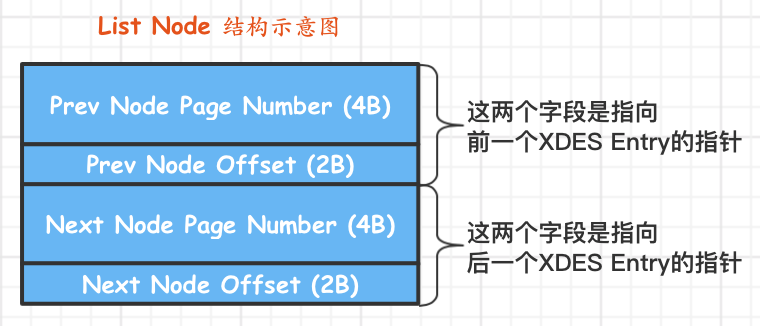 List Node 结构示意图
Prev Node Page Number (4B)
Prev Node Offset (2B)
这两个字段是指向
前一个XDES Entry的指针
Next Node Page Number (4B)
Next Node Offset (2B)
这两个字段是指向
后一个XDES Entry的指针